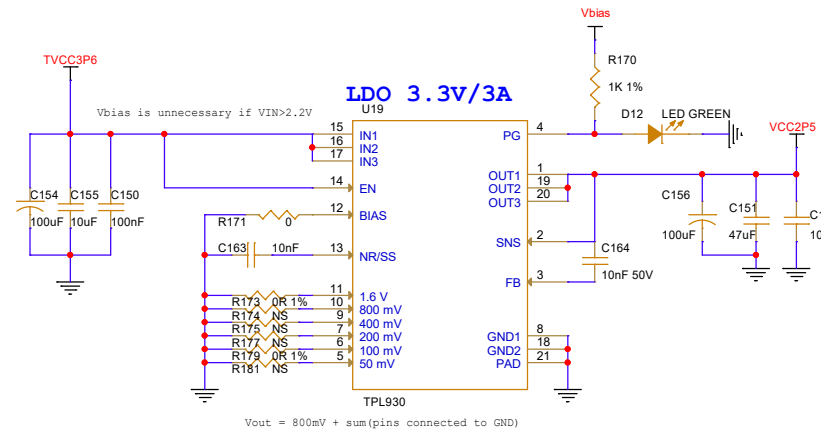 Vbias
TVCC3P6
R170
1K 1%
LDO 3.3V/3A
U19
Vbias is unnecessary if VIN>2.2V
D12 LED GREEN
VCC2P5
15 IN1
16 IN2
17 IN3
PG 4
14 EN
OUT1 1
OUT2 19
OUT3 20
C154
100uF
C155
10uF
C150
100nF
C156
100uF
C151
47uF
C1
10
12 BIAS
R171 0
SNS 2
C163 10nF
13 NR/SS
C164
10nF 50V
FB 3
11 1.6 V
R173 0R 1%
10 800 mV
R174 NS
9 400 mV
R175 NS
7 200 mV
R177 NS
6 100 mV
R179 0R 1%
5 50 mV
R181 NS
GND1 8
GND2 18
PAD 21
TPL930
Vout = 800mV + sum(pins connected to GND)